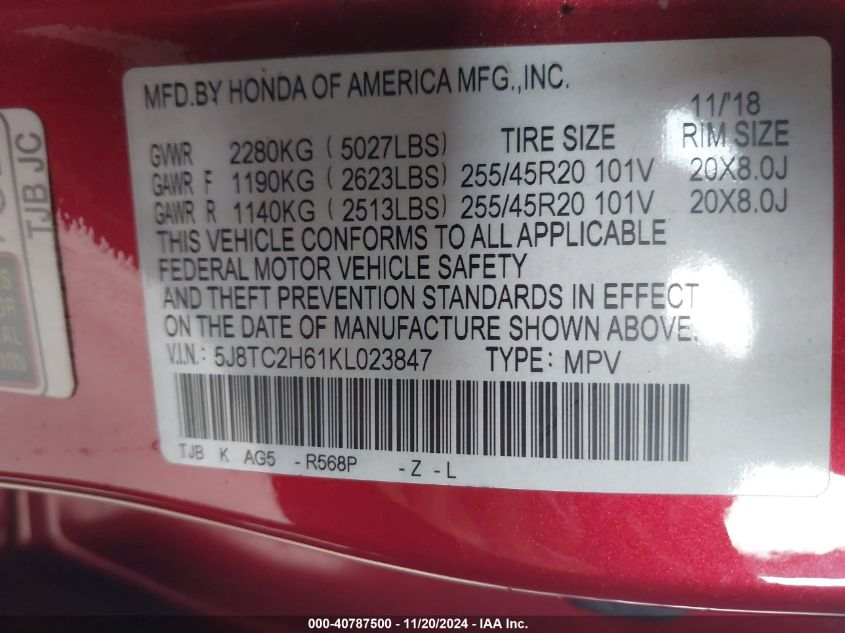 MFD.BY HONDA OF AMERICA MFG.,INC.
11/'18
GVWR 2280KG ( 5027LBS) TIRE SIZE RIM SIZE
GAWR F 1190KG ( 2623LBS) 255/45R20 101V 20X8.0J
GAWR R 1140KG ( 2513LBS) 255/45R20 101V 20X8.0J
THIS VEHICLE CONFORMS TO ALL APPLICABLE
FEDERAL MOTOR VEHICLE SAFETY
AND THEFT PREVENTION STANDARDS IN EFFECT
ON THE DATE OF MANUFACTURE SHOWN ABOVE.
V.I.N.: 5J8TC2H61KL023847 TYPE: MPV
TJB K AG5 -R568P -Z-L
TJB JC
000-40787500 - 11/20/2024 - IAA Inc.